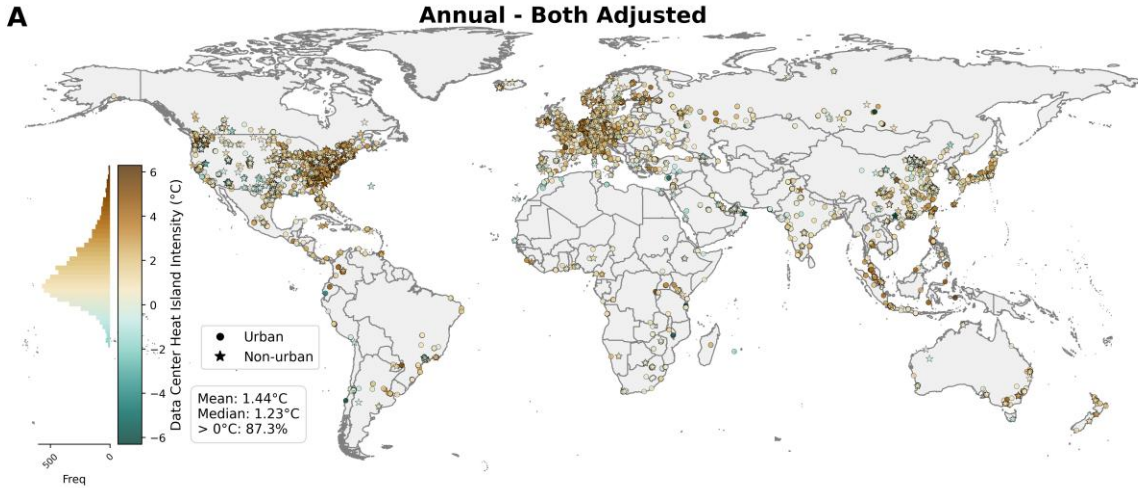 A
Annual - Both Adjusted
6
4
2
0
−2
−4
−6
Data Center Heat Island Intensity (°C)
500
0
Freq
Urban
Non-urban
Mean: 1.44°C
Median: 1.23°C
> 0°C: 87.3%